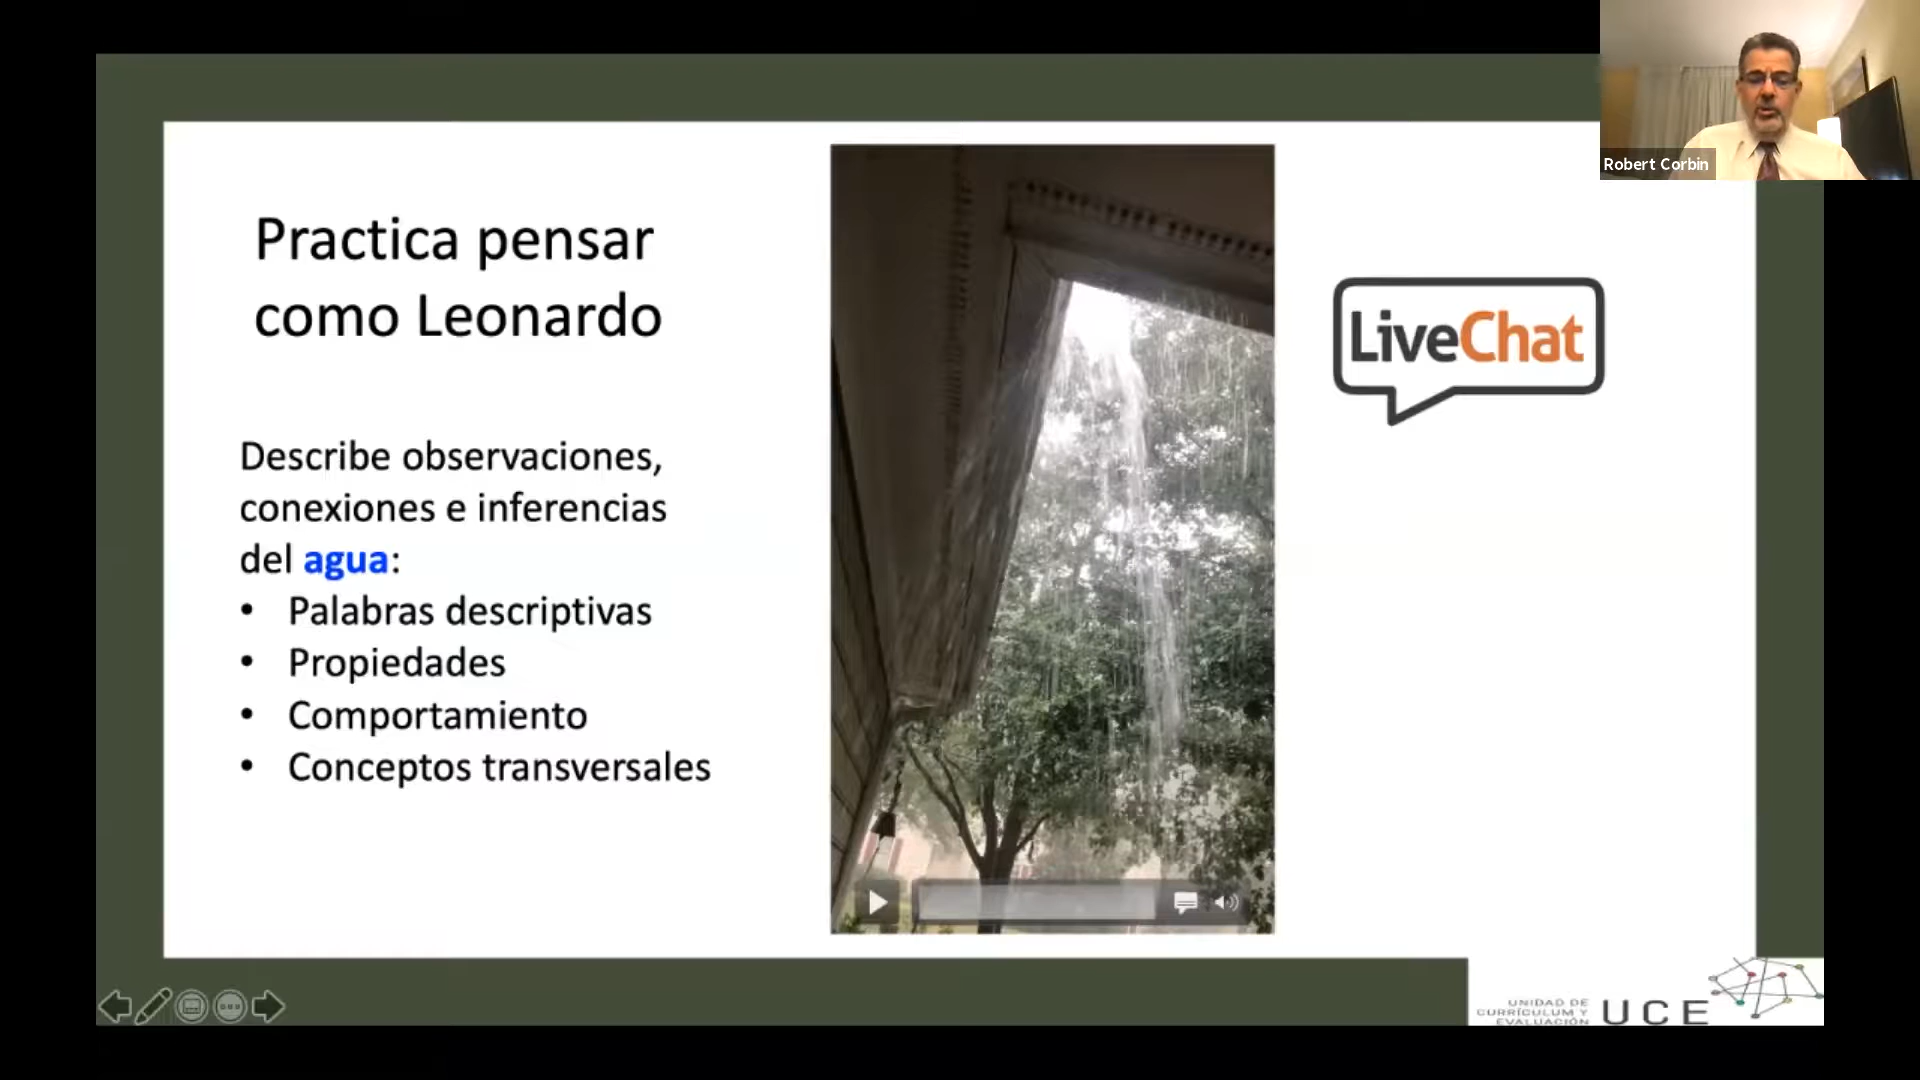 Robert Corbin
Practica pensar
como Leonardo
LiveChat
Describe observaciones,
conexiones e inferencias
del agua:
• Palabras descriptivas
• Propiedades
• Comportamiento
• Conceptos transversales
UNIDAD DE
CURRÍCULUM Y
EVALUACIÓN
UCE